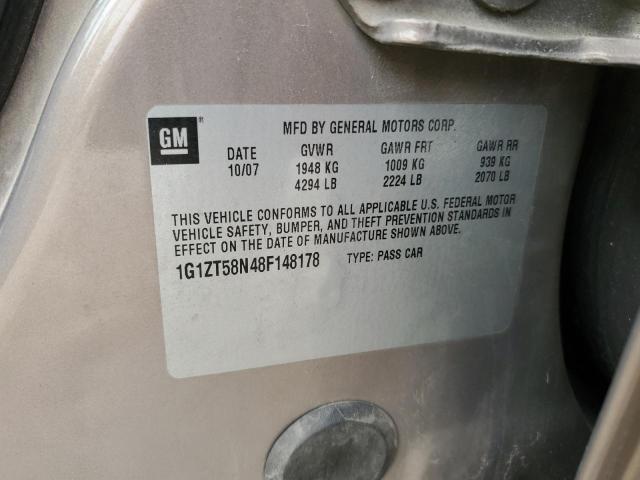 GM ®
MFD BY GENERAL MOTORS CORP.
DATE GVWR GAWR FRT GAWR RR
10/07 1948 KG 1009 KG 939 KG
4294 LB 2224 LB 2070 LB
THIS VEHICLE CONFORMS TO ALL APPLICABLE U.S. FEDERAL MOTOR
VEHICLE SAFETY, BUMPER, AND THEFT PREVENTION STANDARDS IN
EFFECT ON THE DATE OF MANUFACTURE SHOWN ABOVE.
1G1ZT58N48F148178 TYPE: PASS CAR